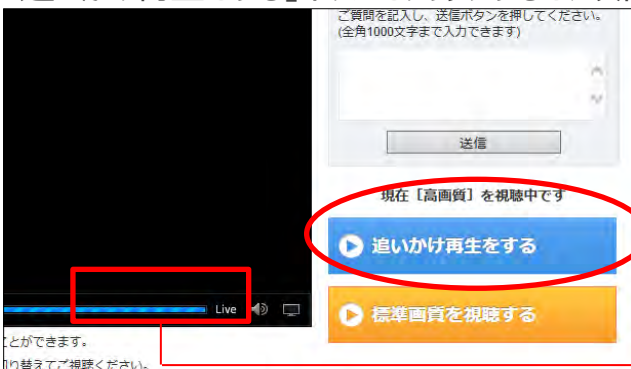 ご質問を記入し、送信ボタンを押してください。
(全角1000文字まで入力できます)
送信
現在［高画質］を視聴中です
追いかけ再生をする
Live
標準画質を視聴する
ことができます。
切り替えてご視聴ください。